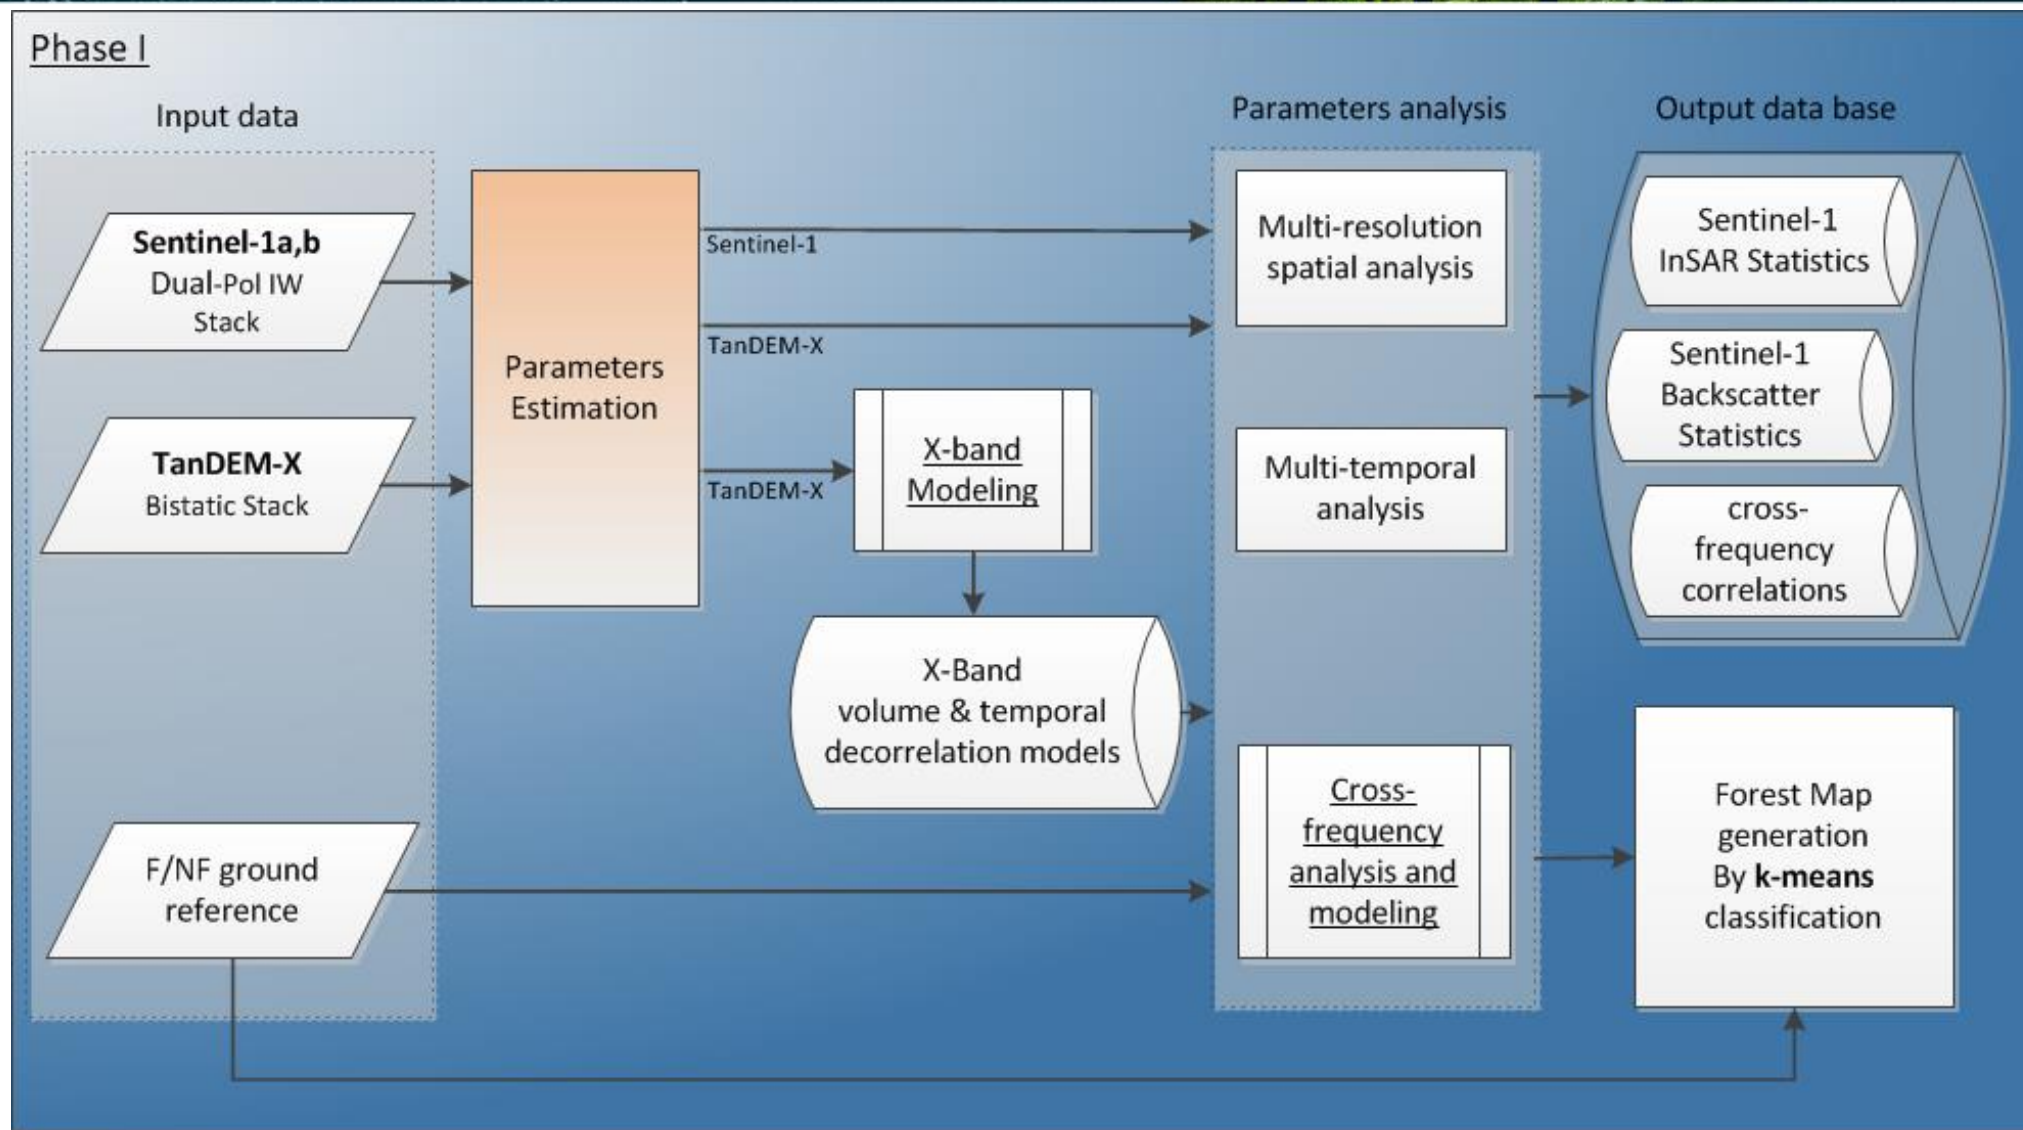 Phase I
Input data
Parameters analysis
Output data base
Sentinel-1a,b
Dual-Pol IW
Stack
TanDEM-X
Bistatic Stack
F/NF ground
reference
Parameters
Estimation
Sentinel-1
TanDEM-X
TanDEM-X
X-band
Modeling
X-Band
volume & temporal
decorrelation models
Multi-resolution
spatial analysis
Multi-temporal
analysis
Cross-
frequency
analysis and
modeling
Sentinel-1
InSAR Statistics
Sentinel-1
Backscatter
Statistics
cross-
frequency
correlations
Forest Map
generation
By k-means
classification